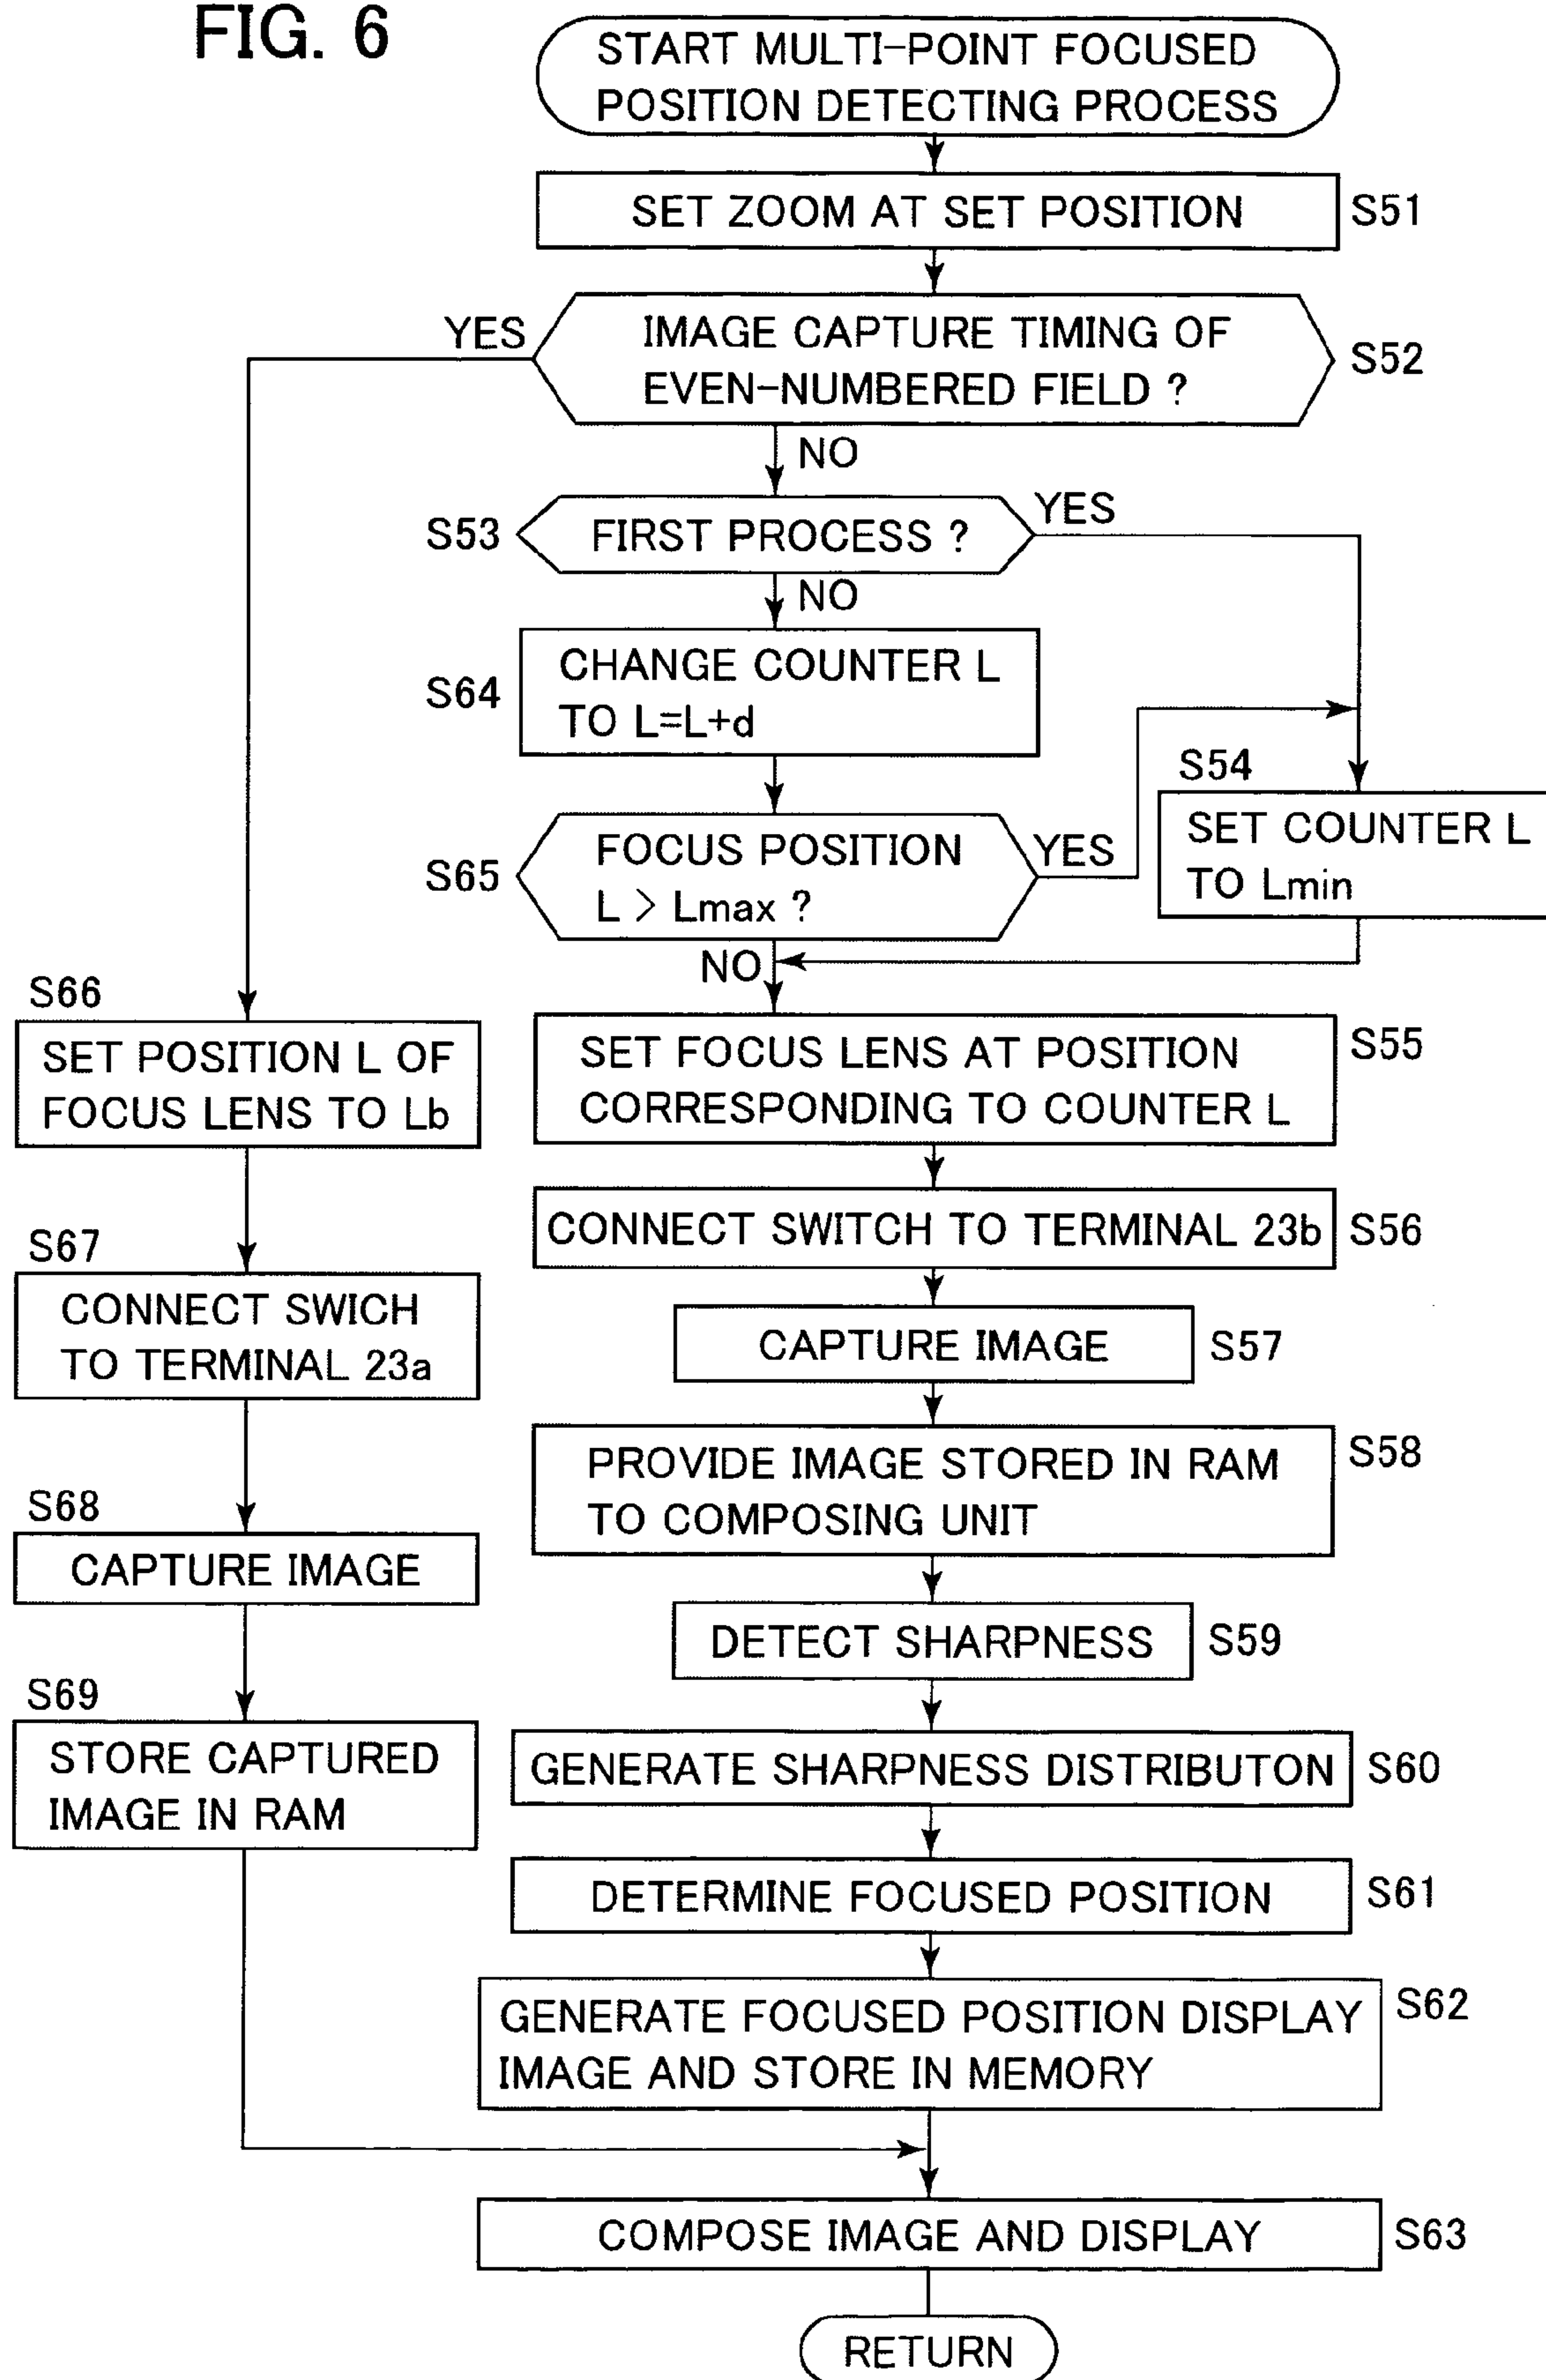 FIG. 6
START MULTI-POINT FOCUSED
POSITION DETECTING PROCESS
SET ZOOM AT SET POSITION
S51
YES
IMAGE CAPTURE TIMING OF
EVEN-NUMBERED FIELD ?
S52
NO
S53
FIRST PROCESS ?
YES
NO
S64
CHANGE COUNTER L
TO L=L+d
S54
SET COUNTER L
TO Lmin
S65
FOCUS POSITION
L > Lmax ?
YES
NO
S66
SET POSITION L OF
FOCUS LENS TO Lb
SET FOCUS LENS AT POSITION
CORRESPONDING TO COUNTER L
S55
CONNECT SWITCH TO TERMINAL 23b
S56
S67
CONNECT SWICH
TO TERMINAL 23a
CAPTURE IMAGE
S57
PROVIDE IMAGE STORED IN RAM
TO COMPOSING UNIT
S58
S68
CAPTURE IMAGE
DETECT SHARPNESS
S59
S69
STORE CAPTURED
IMAGE IN RAM
GENERATE SHARPNESS DISTRIBUTON
S60
DETERMINE FOCUSED POSITION
S61
GENERATE FOCUSED POSITION DISPLAY
IMAGE AND STORE IN MEMORY
S62
COMPOSE IMAGE AND DISPLAY
S63
RETURN